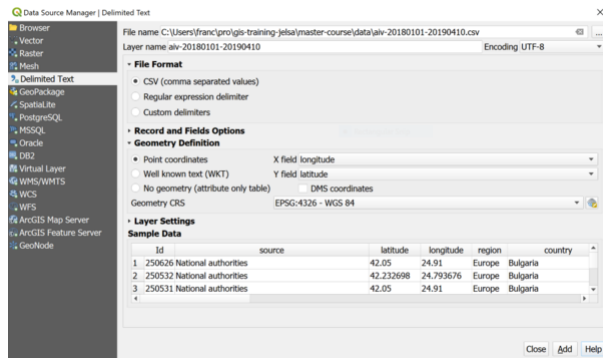 Data Source Manager | Delimited Text
Browser
Vector
Raster
Mesh
Delimited Text
GeoPackage
SpatiaLite
PostgreSQL
MSSQL
Oracle
DB2
Virtual Layer
WMS/WMTS
WCS
WFS
ArcGIS Map Server
ArcGIS Feature Server
GeoNode
File name C:\Users\franc\pro\gis-training-jelsa\master-course\data\aiv-20180101-20190410.csv
Layer name aiv-20180101-20190410 Encoding UTF-8
File Format
CSV (comma separated values)
Regular expression delimiter
Custom delimiters
Record and Fields Options
Geometry Definition
Point coordinates X field longitude
Well known text (WKT) Y field latitude
No geometry (attribute only table) DMS coordinates
Geometry CRS EPSG:4326 - WGS 84
Layer Settings
Sample Data
Id source latitude longitude region country
1 250626 National authorities 42.05 24.91 Europe Bulgaria
2 250532 National authorities 42.232698 24.793676 Europe Bulgaria
3 250531 National authorities 42.05 24.91 Europe Bulgaria
Close Add Help